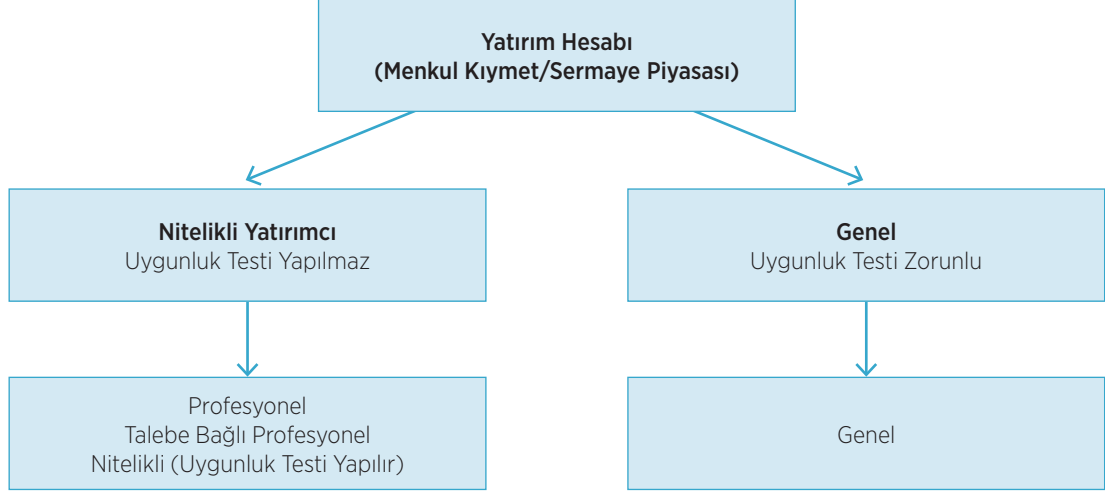 Yatırım Hesabı
(Menkul Kıymet/Sermaye Piyasası)
Nitelikli Yatırımcı
Uygunluk Testi Yapılmaz
Genel
Uygunluk Testi Zorunlu
Profesyonel
Talebe Bağlı Profesyonel
Nitelikli (Uygunluk Testi Yapılır)
Genel